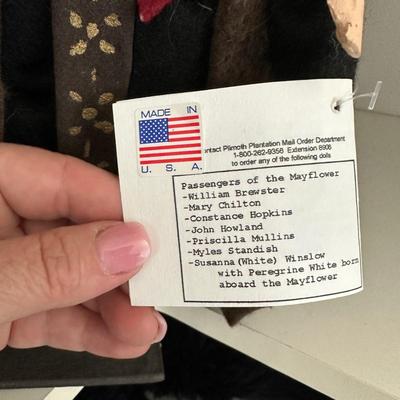 MADE IN
U. S. A.
ntact Plimoth Plantation Mail Order Department
1-800-262-9356 Extension 8906
to order any of the following dolls
Passengers of the Mayflower
-William Brewster
-Mary Chilton
-Constance Hopkins
-John Howland
-Priscilla Mullins
-Myles Standish
-Susanna(White) Winslow
with Peregrine White born
aboard the Mayflower